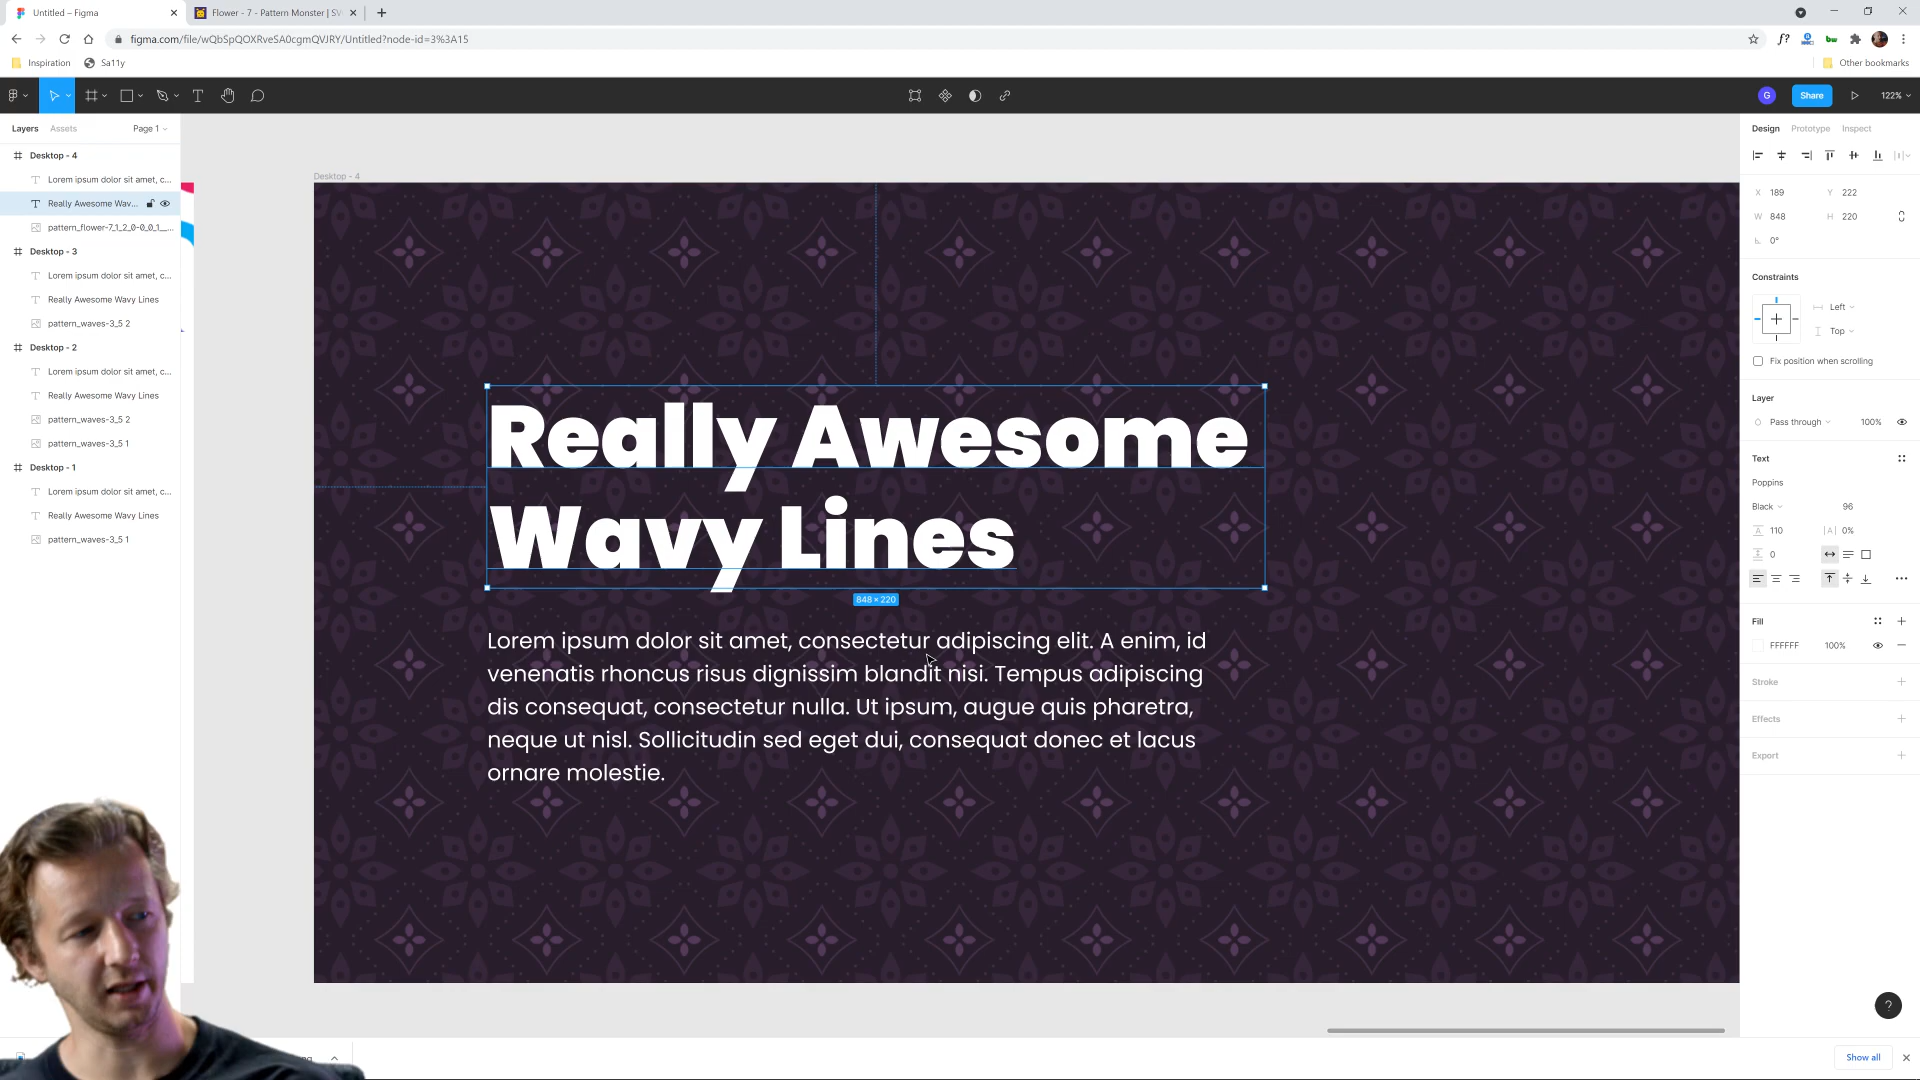 Untitled – Figma
Flower - 7 - Pattern Monster | SV
figma.com/file/wQbSpQOXRveSA0cgmQVJRY/Untitled?node-id=3%3A15
Inspiration
Sa11y
Other bookmarks
G
Share
122%
Layers
Assets
Page 1
Design
Prototype
Inspect
Desktop - 4
Lorem ipsum dolor sit amet, c...
Really Awesome Wav...
pattern_flower-7_1_2_0-0_0_1__...
Desktop - 3
Lorem ipsum dolor sit amet, c...
Really Awesome Wavy Lines
pattern_waves-3_5 2
Desktop - 2
Lorem ipsum dolor sit amet, c...
Really Awesome Wavy Lines
pattern_waves-3_5 2
pattern_waves-3_5 1
Desktop - 1
Lorem ipsum dolor sit amet, c...
Really Awesome Wavy Lines
pattern_waves-3_5 1
Desktop - 4
Really Awesome
Wavy Lines
848 × 220
Lorem ipsum dolor sit amet, consectetur adipiscing elit. A enim, id
venenatis rhoncus risus dignissim blandit nisi. Tempus adipiscing
dis consequat, consectetur nulla. Ut ipsum, augue quis pharetra,
neque ut nisl. Sollicitudin sed eget dui, consequat donec et lacus
ornare molestie.
X 189 Y 222
W 848 H 220
0°
Constraints
Left
Top
Fix position when scrolling
Layer
Pass through 100%
Text
Poppins
Black 96
110 |A| 0%
0
Fill
FFFFFF 100%
Stroke
Effects
Export
?
Show all